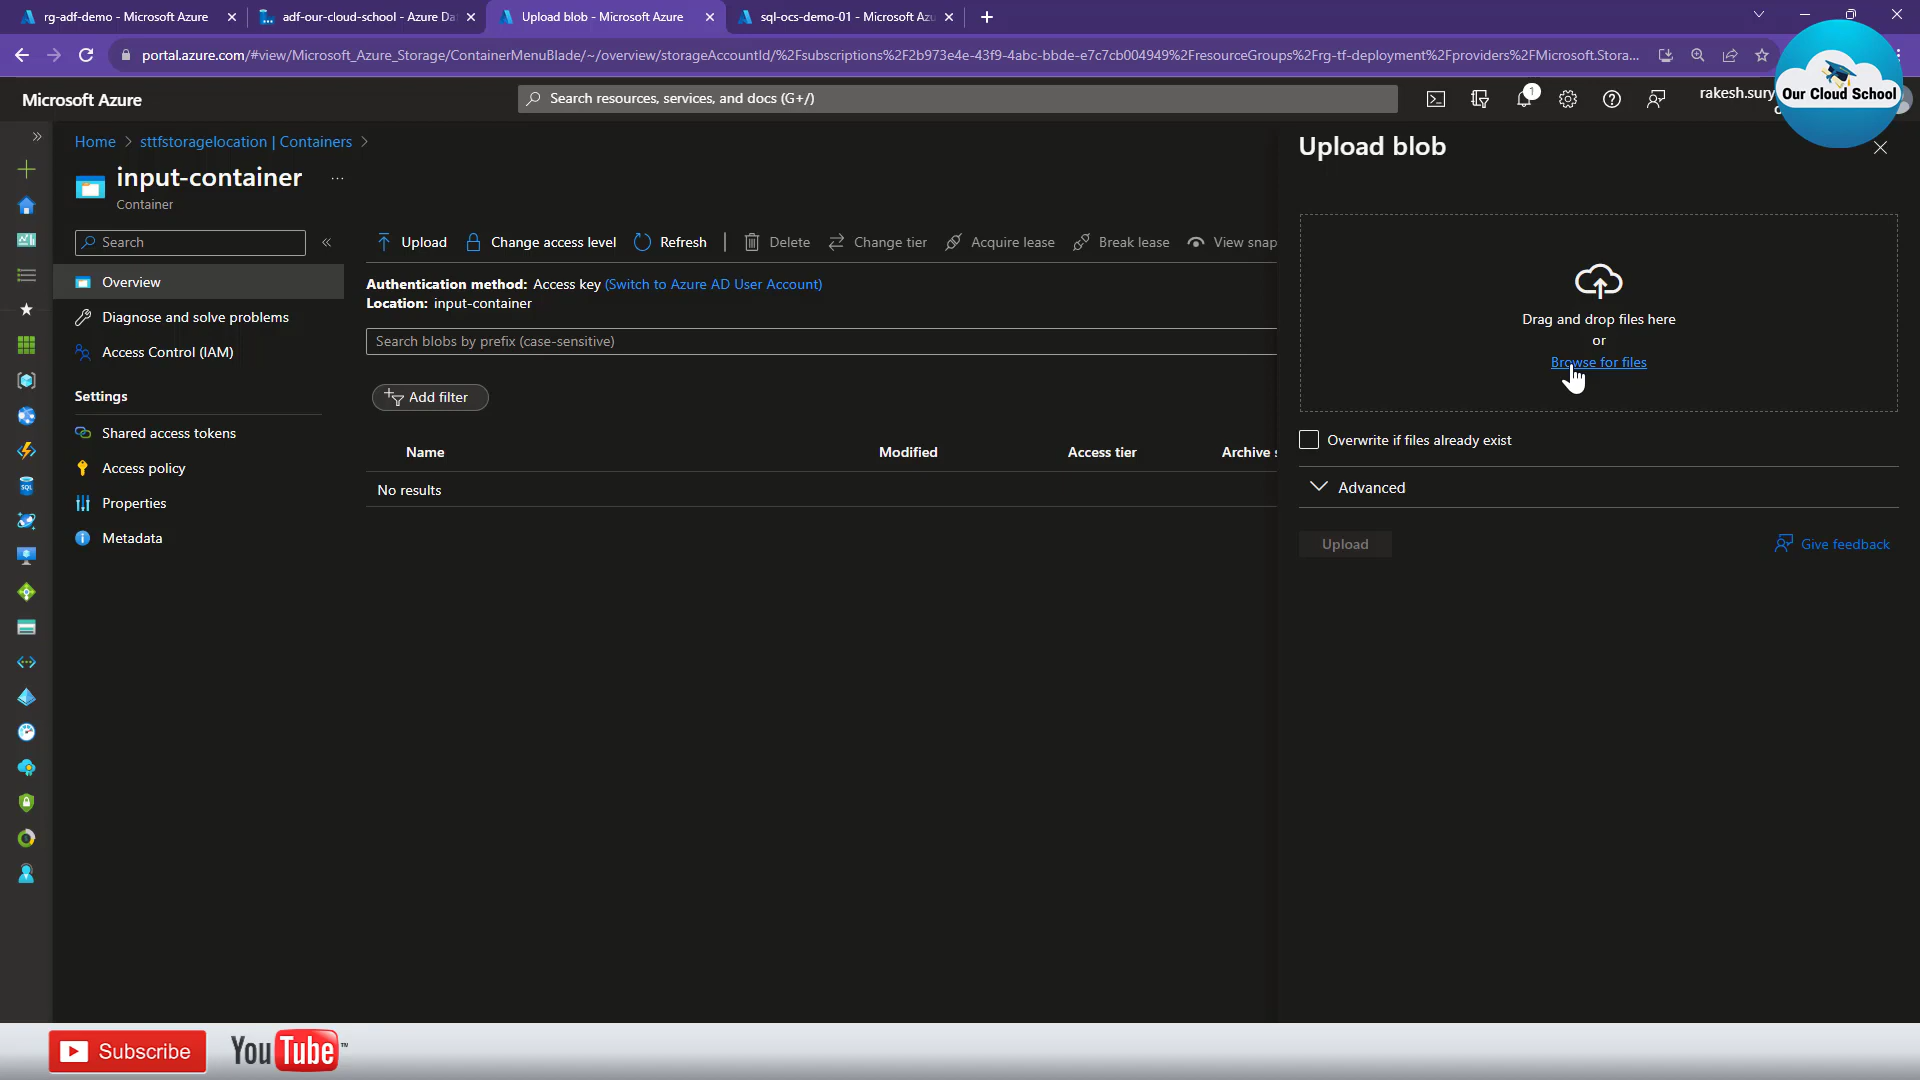 rg-adf-demo - Microsoft Azure
adf-our-cloud-school - Azure Da
Upload blob - Microsoft Azure
sql-ocs-demo-01 - Microsoft Azu
portal.azure.com/#view/Microsoft_Azure_Storage/ContainerMenuBlade/~/overview/storageAccountId/%2Fsubscriptions%2F2b973e4e-43f9-4abc-bbde-e7c7cb004949%2FresourceGroups%2Frg-tf-deployment%2Fproviders%2FMicrosoft.Stora...
Microsoft Azure
Search resources, services, and docs (G+/)
1
rakesh.sury
Our Cloud School
Home > sttfstoragelocation | Containers >
input-container
...
Container
Search
Overview
Diagnose and solve problems
Access Control (IAM)
Settings
Shared access tokens
Access policy
Properties
Metadata
Upload
Change access level
Refresh
Delete
Change tier
Acquire lease
Break lease
View snap
Authentication method: Access key (Switch to Azure AD User Account)
Location: input-container
Search blobs by prefix (case-sensitive)
Add filter
Name Modified Access tier Archive s
No results
Upload blob
Drag and drop files here
or
Browse for files
Overwrite if files already exist
Advanced
Upload
Give feedback
SQL
Subscribe
YouTube™